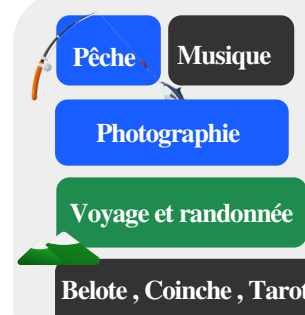 Pêche Musique
Photographie
Voyage et randonnée
Belote , Coinche , Tarot